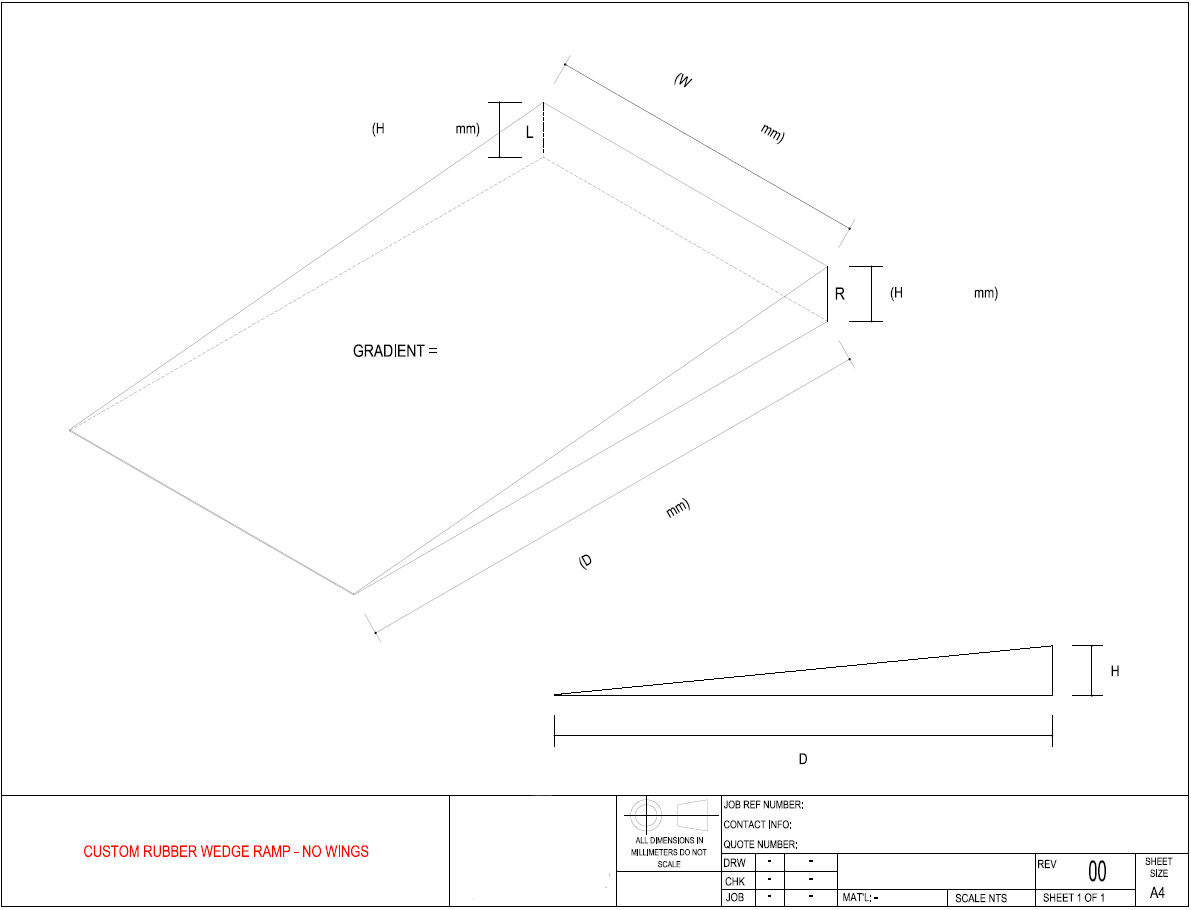 (W mm)
(H mm) L
R (H mm)
GRADIENT =
(D mm)
H
D
CUSTOM RUBBER WEDGE RAMP - NO WINGS
ALL DIMENSIONS IN
MILLIMETERS DO NOT
SCALE
JOB REF NUMBER:
CONTACT INFO:
QUOTE NUMBER:
DRW - -
CHK - -
JOB - -
MAT'L: -
SCALE NTS
REV 00
SHEET 1 OF 1
SHEET
SIZE
A4